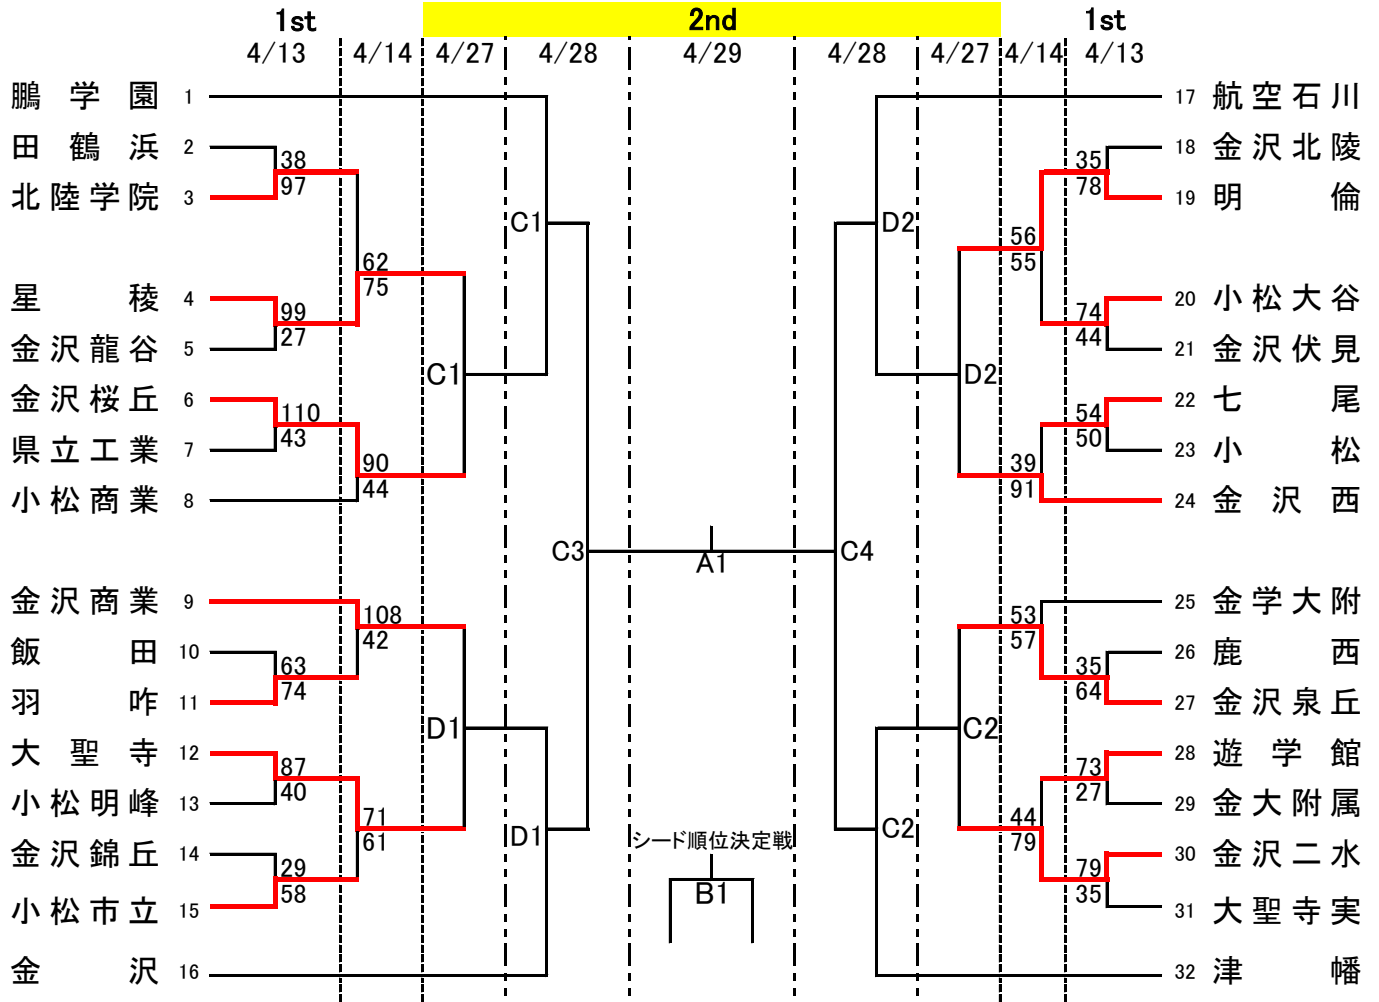 1st 2nd 1st
4/13 4/14 4/27 4/28 4/29 4/28 4/27 4/14 4/13
鵬学園 1
田鶴浜 2
38
97
北陸学院 3
C1
62
75
星稜 4
99
27
金沢龍谷 5
C1
金沢桜丘 6
110
43
県立工業 7
90
44
小松商業 8
C3
金沢商業 9
108
42
飯田 10
63
74
羽咋 11
D1
大聖寺 12
87
40
小松明峰 13
71
61
D1
金沢錦丘 14
29
58
小松市立 15
金沢 16
A1
シード順位決定戦
B1
17 航空石川
18 金沢北陵
35
78
19 明倫
D2
56
55
20 小松大谷
74
44
21 金沢伏見
D2
22 七尾
54
50
23 小松
39
91
24 金沢西
C4
25 金学大附
53
57
26 鹿西
35
64
27 金沢泉丘
C2
28 遊学館
73
27
29 金大附属
44
79
C2
30 金沢二水
79
35
31 大聖寺実
32 津幡